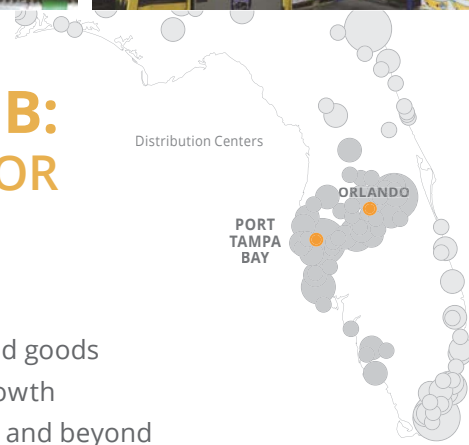 B:
OR
Distribution Centers
ORLANDO
PORT
TAMPA
BAY
d goods
owth
and beyond